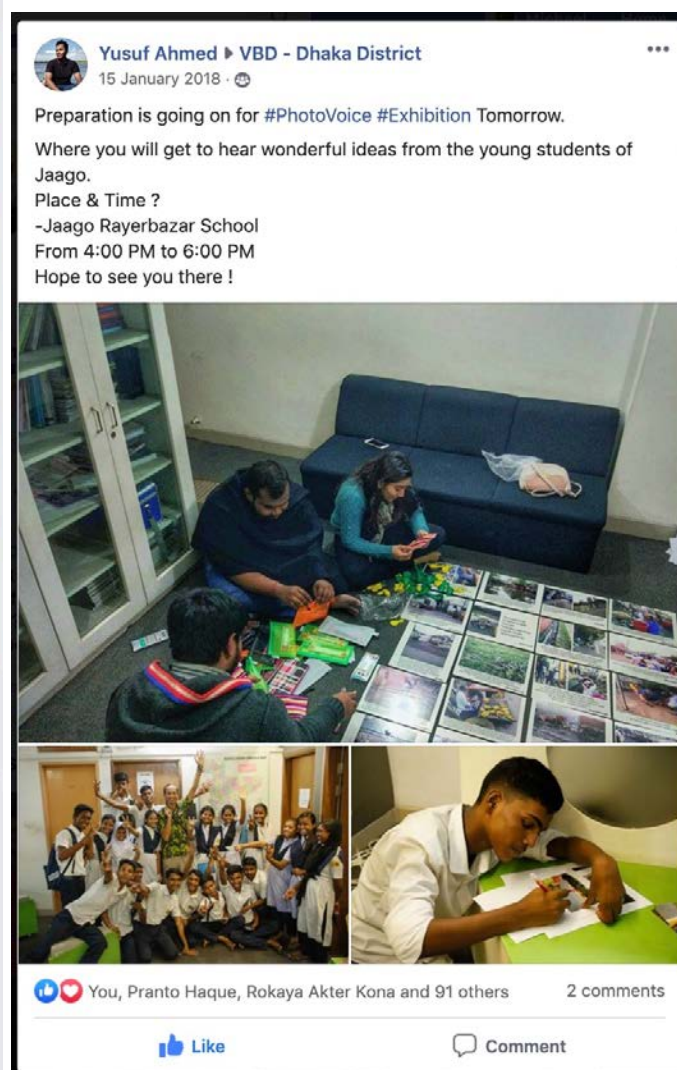 Yusuf Ahmed ▸ VBD - Dhaka District
15 January 2018 ·
Preparation is going on for #PhotoVoice #Exhibition Tomorrow.
Where you will get to hear wonderful ideas from the young students of
Jaago.
Place & Time ?
-Jaago Rayerbazar School
From 4:00 PM to 6:00 PM
Hope to see you there !
You, Pranto Haque, Rokaya Akter Kona and 91 others 2 comments
Like Comment